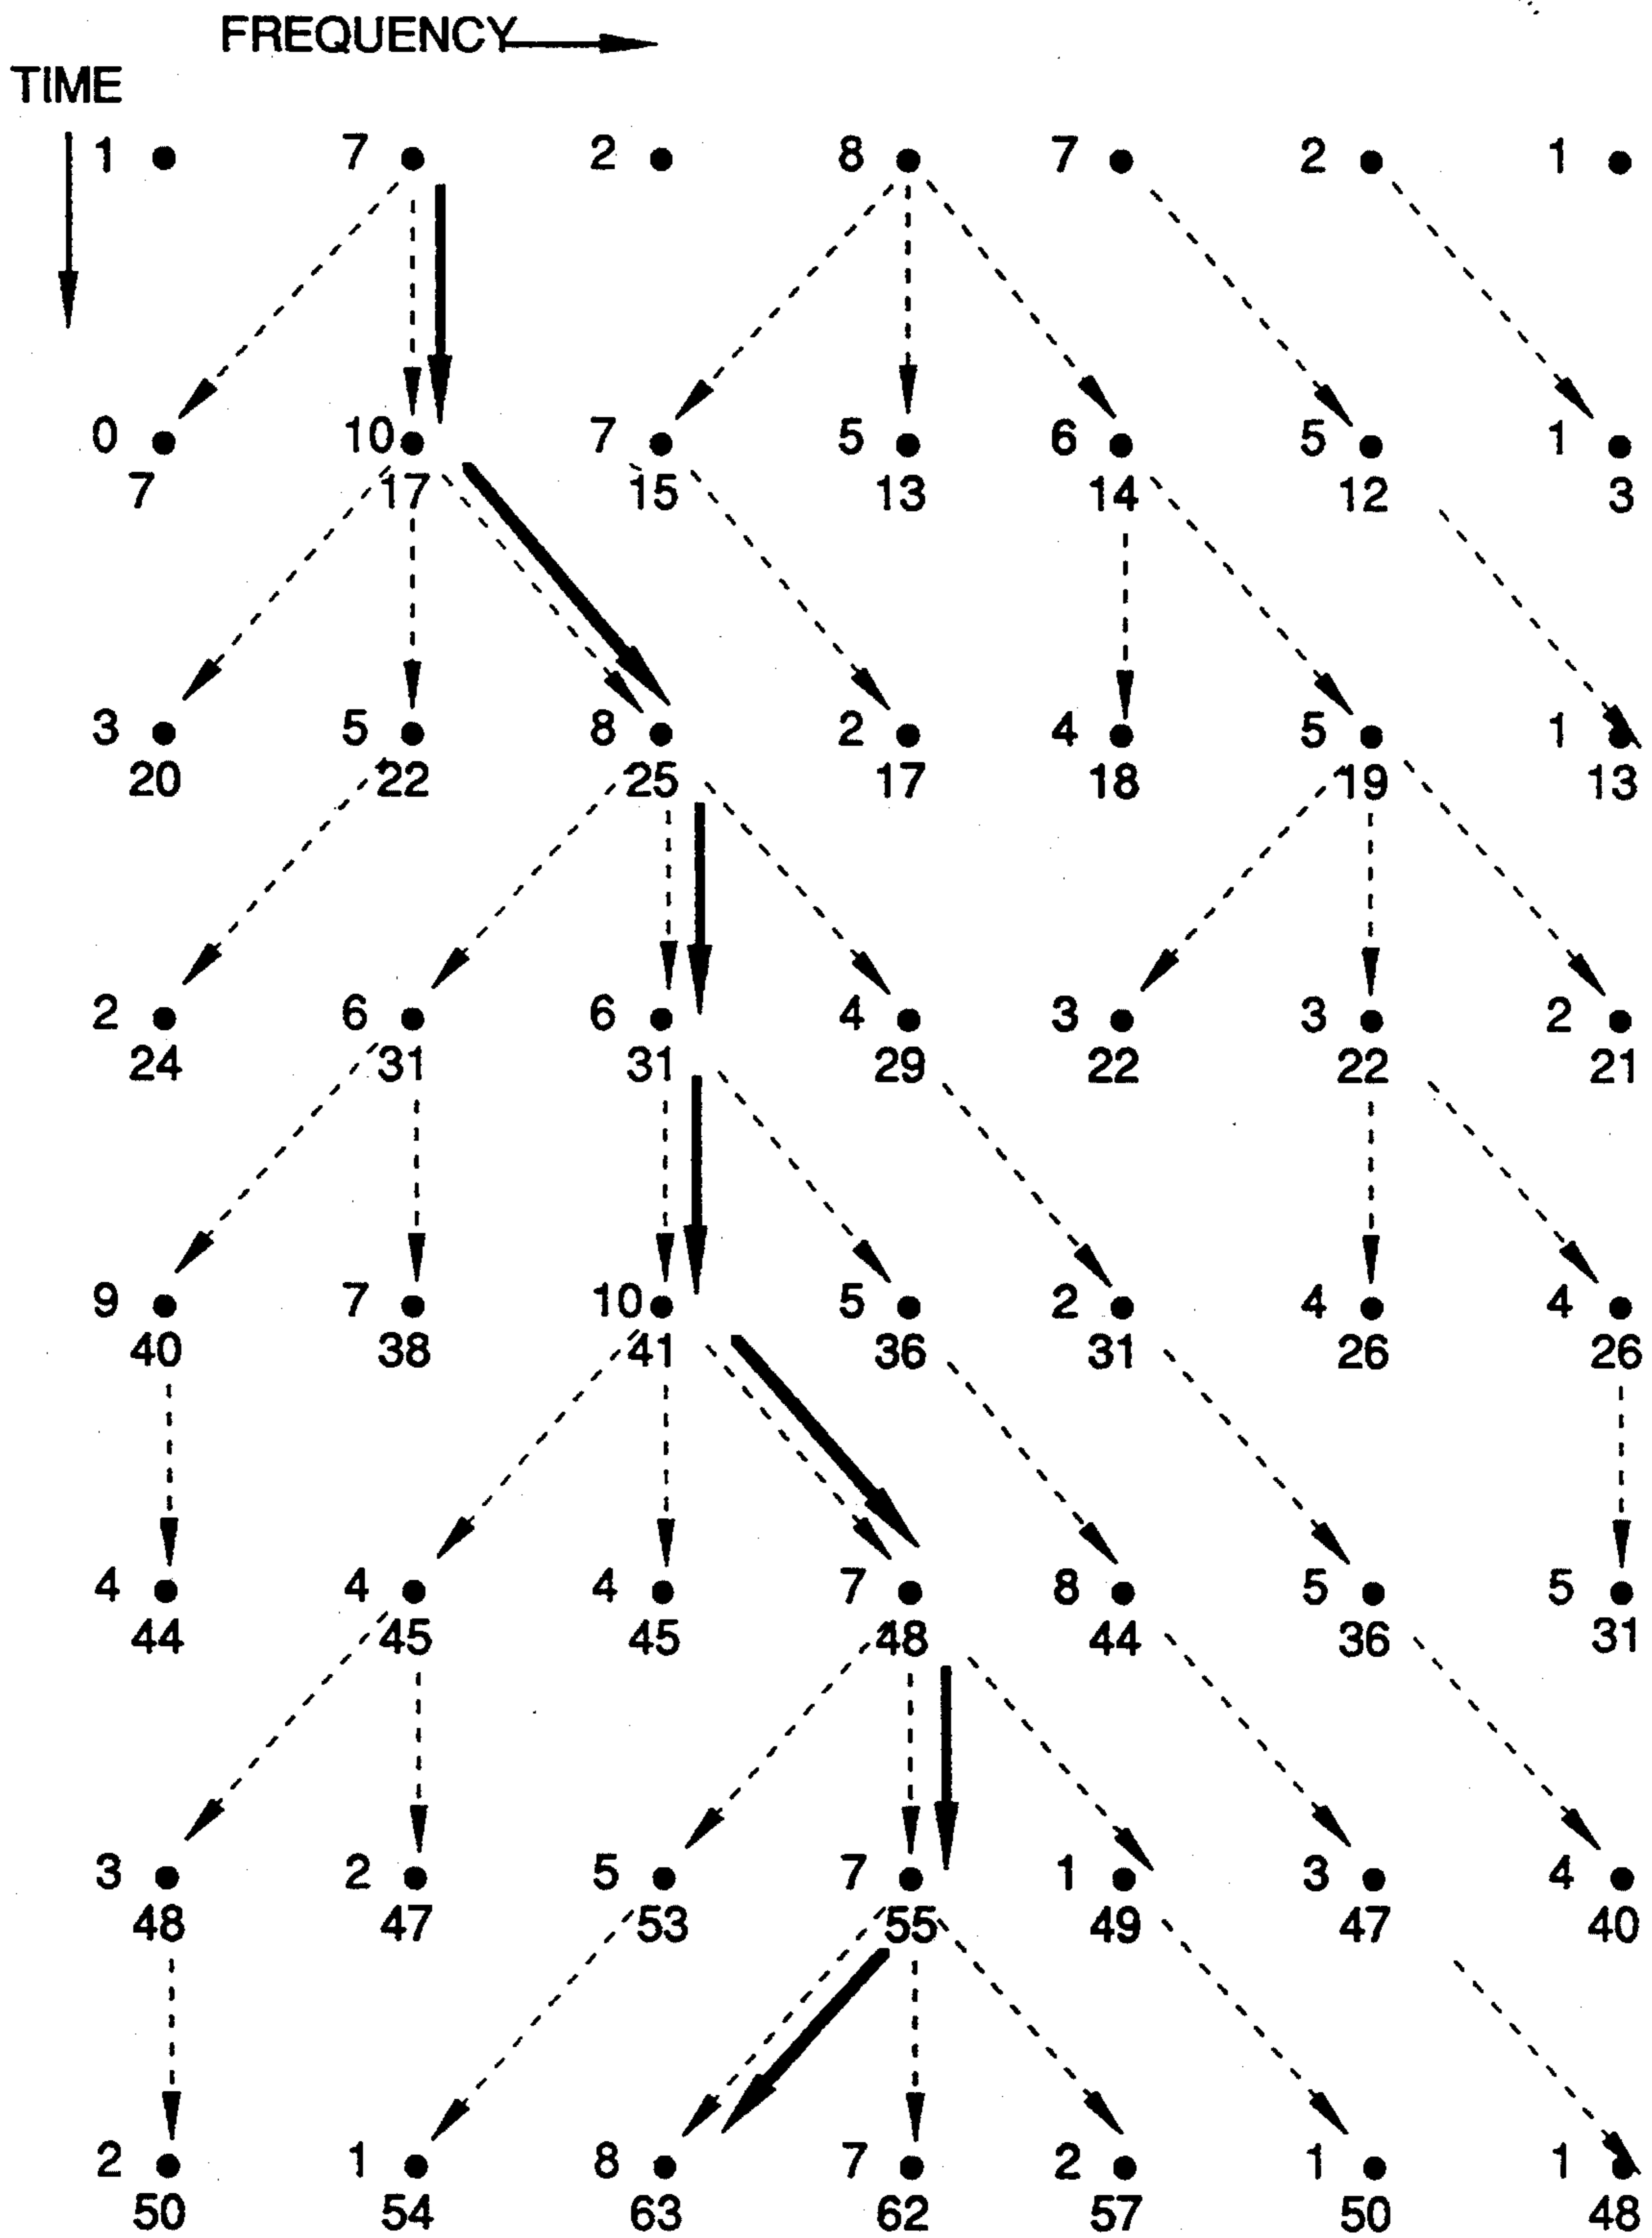 FREQUENCY
TIME
1 7 2 8 7 2 1
0 10 7 5 6 5 1
7 17 15 13 14 12 3
3 5 8 2 4 5 1
20 22 25 17 18 19 13
2 6 6 4 3 3 2
24 31 31 29 22 22 21
9 7 10 5 2 4 4
40 38 41 36 31 26 26
4 4 4 7 8 5 5
44 45 45 48 44 36 31
3 2 5 7 1 3 4
48 47 53 55 49 47 40
2 1 8 7 2 1 1
50 54 63 62 57 50 48